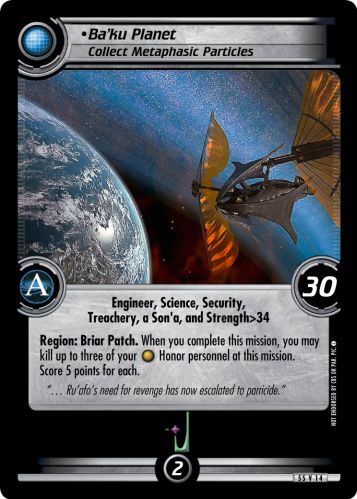 •Ba'ku Planet
Collect Metaphasic Particles
A
30
Engineer, Science, Security,
Treachery, a Son'a, and Strength>34
Region: Briar Patch. When you complete this mission, you may
kill up to three of your Honor personnel at this mission.
Score 5 points for each.
"… Ru'afo's need for revenge has now escalated to parricide."
NOT ENDORSED BY CBS OR PAR. PIC
2
55 V 14